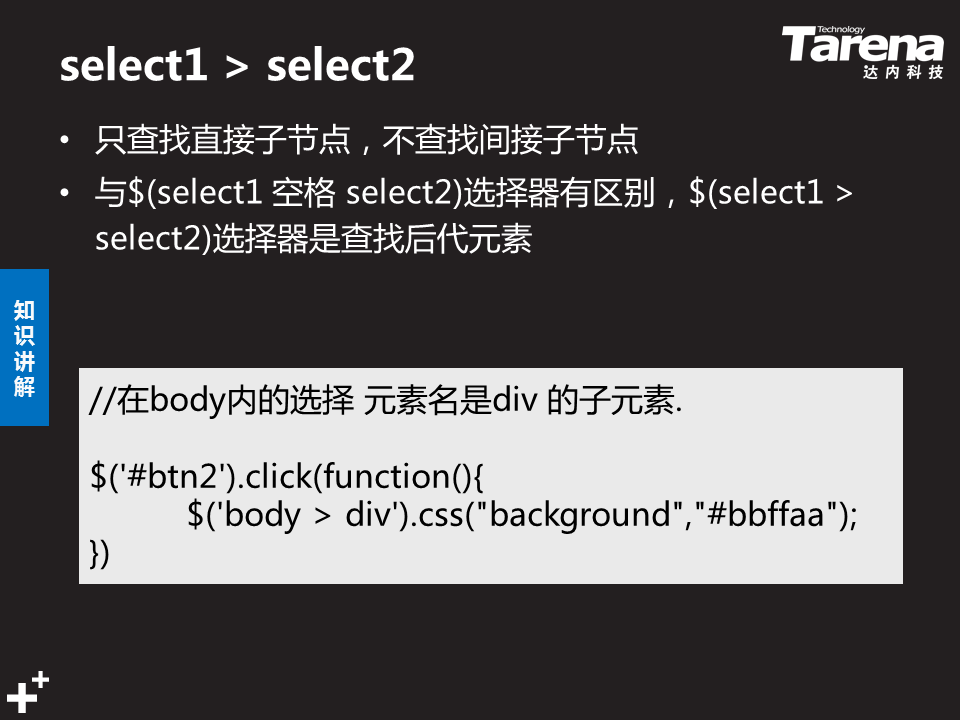 select1 > select2
Technology
Tarena
达内科技
• 只查找直接子节点，不查找间接子节点
• 与$(select1 空格 select2)选择器有区别，$(select1 >
select2)选择器是查找后代元素
知
识
讲
解
//在body内的选择 元素名是div 的子元素.
$('#btn2').click(function(){
$('body > div').css("background","#bbffaa");
})